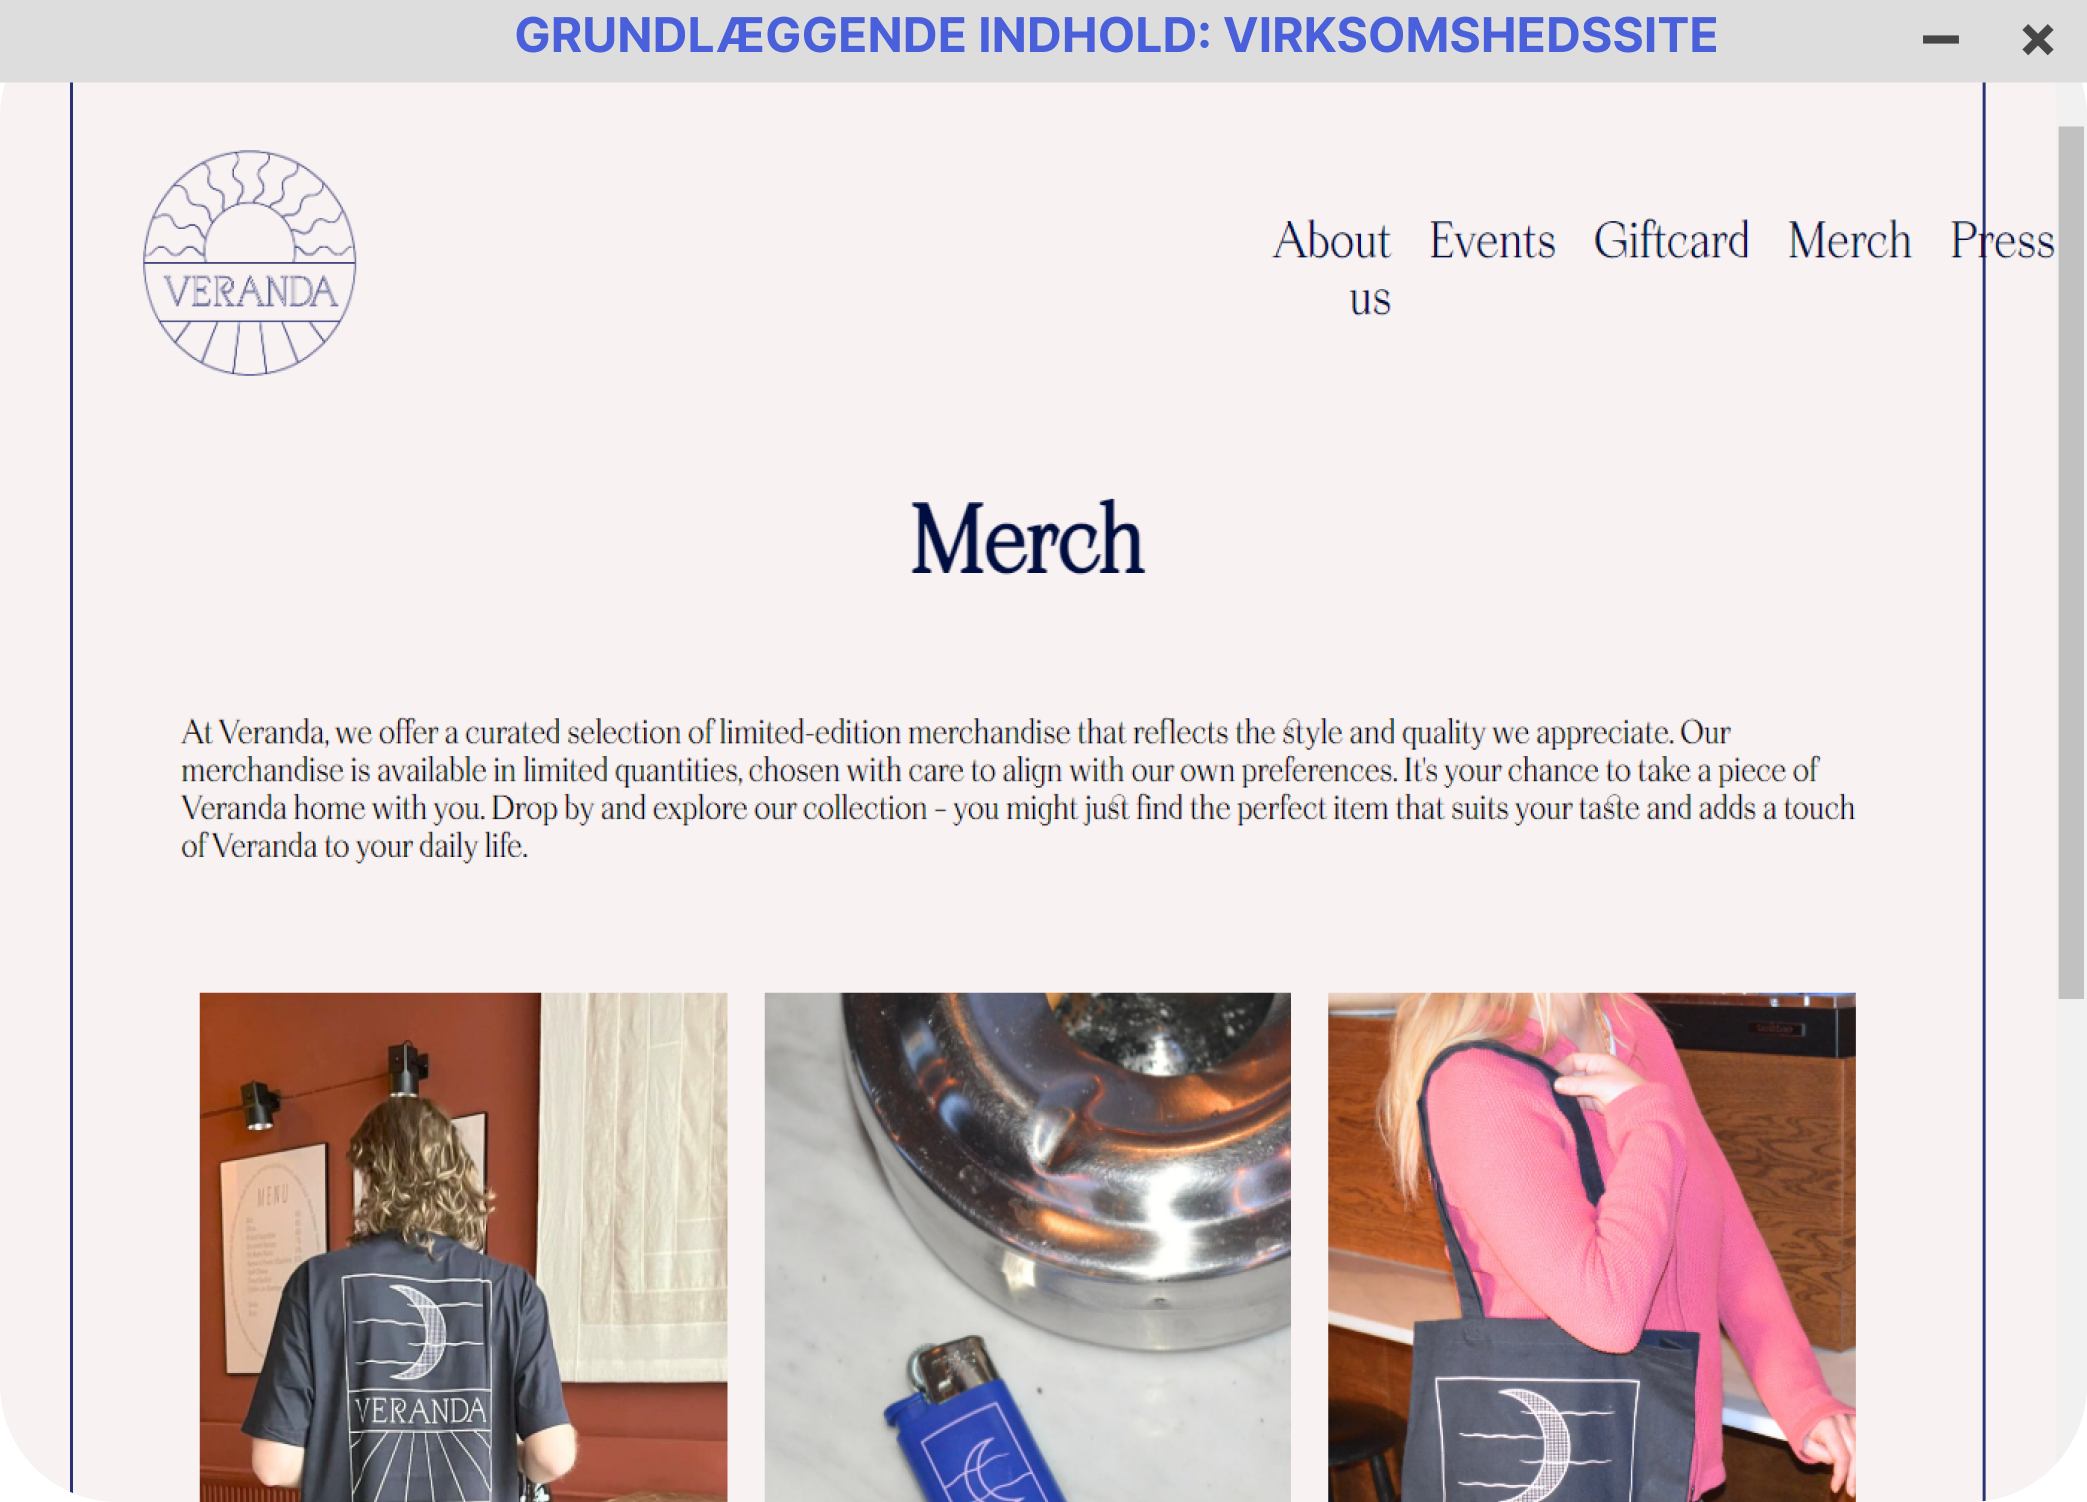 GRUNDLÆGGENDE INDHOLD: VIRKSOMSHEDSSITE
VERANDA
About us
Events
Giftcard
Merch
Press
Merch
At Veranda, we offer a curated selection of limited-edition merchandise that reflects the style and quality we appreciate. Our
merchandise is available in limited quantities, chosen with care to align with our own preferences. It's your chance to take a piece of
Veranda home with you. Drop by and explore our collection – you might just find the perfect item that suits your taste and adds a touch
of Veranda to your daily life.
MENU
VERANDA